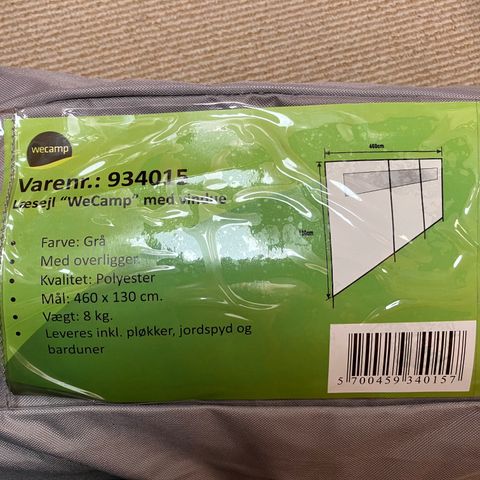 wecamp
Varenr.: 934015
Læsejl “WeCamp” med vindue
Farve: Grå
Med overligger
Kvalitet: Polyester
Mål: 460 x 130 cm.
Vægt: 8 kg.
Leveres inkl. pløkker, jordspyd og
barduner
460cm
5 700459 340157